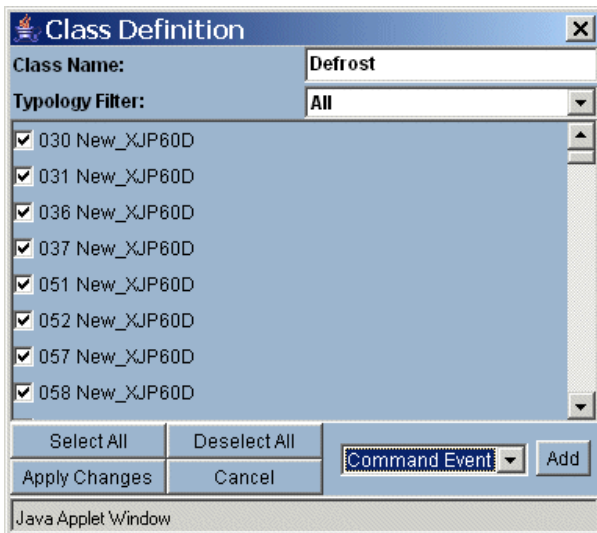 Class Definition
Class Name: Defrost
Typology Filter: All
030 New_XJP60D
031 New_XJP60D
036 New_XJP60D
037 New_XJP60D
051 New_XJP60D
052 New_XJP60D
057 New_XJP60D
058 New_XJP60D
Select All Deselect All
Command Event Add
Apply Changes Cancel
Java Applet Window